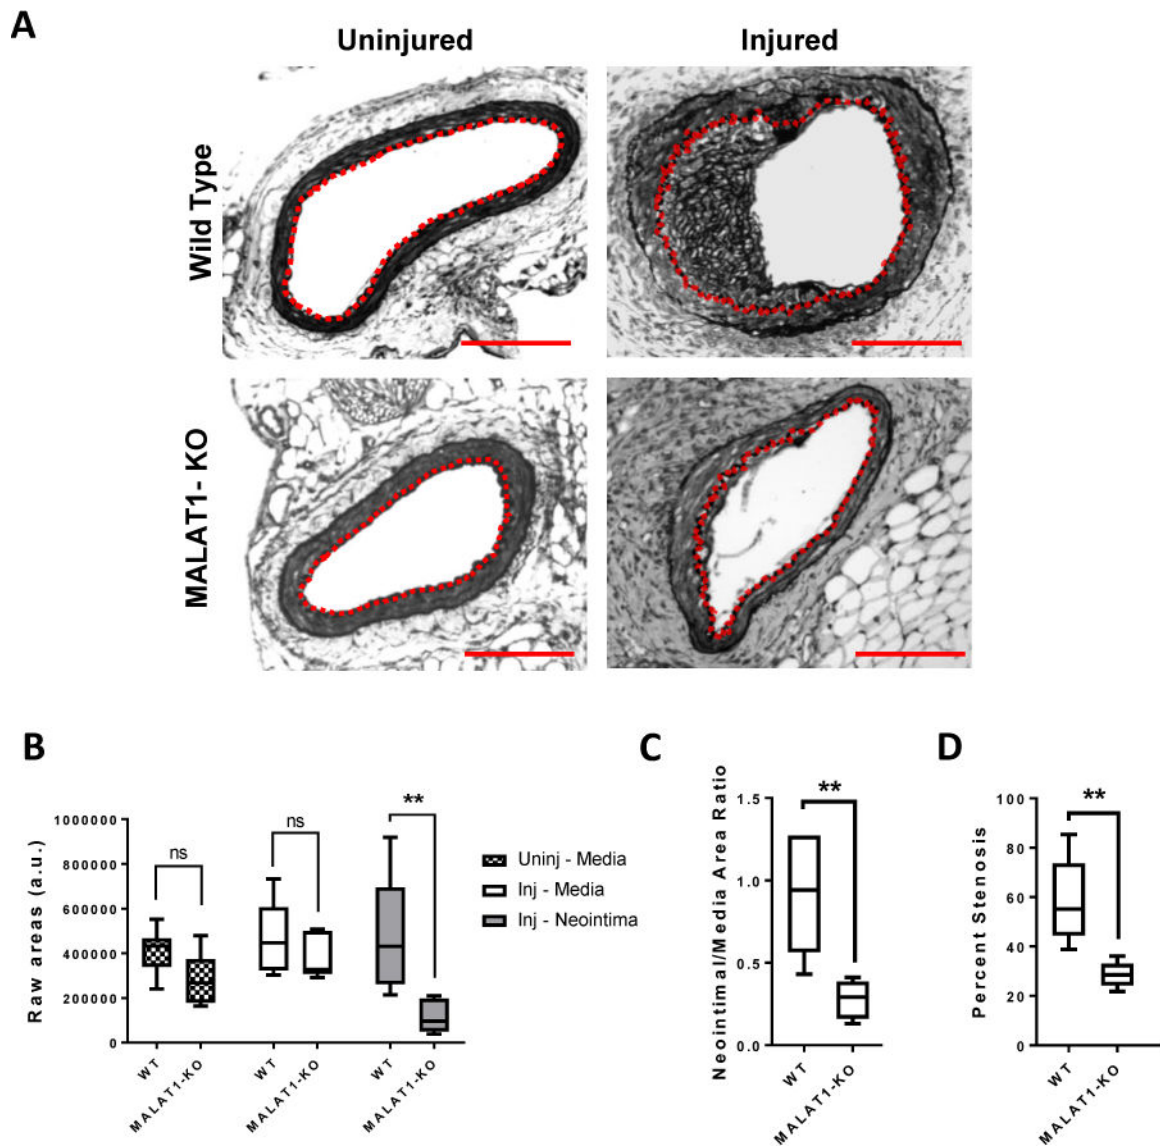 A
Uninjured
Injured
Wild Type
MALAT1- KO
B
Raw areas (a.u.)
1000000
800000
600000
400000
200000
0
ns
ns
**
WT
MALAT1-KO
WT
MALAT1-KO
WT
MALAT1-KO
Uninj - Media
Inj - Media
Inj - Neointima
C
Neointimal/Media Area Ratio
1.5
1.0
0.5
0.0
**
WT
MALAT1-KO
D
Percent Stenosis
100
80
60
40
20
0
**
WT
MALAT1-KO